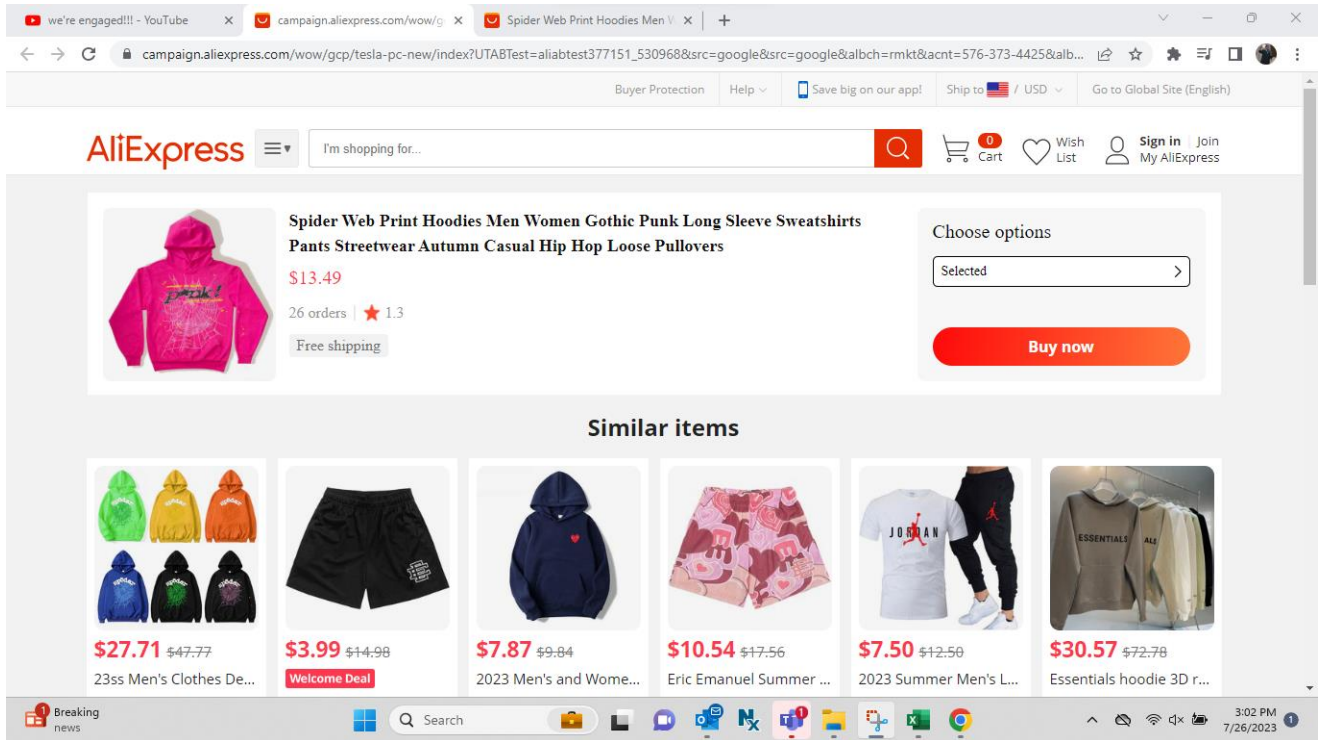 we're engaged!!! - YouTube
campaign.aliexpress.com/wow/g
Spider Web Print Hoodies Men W
campaign.aliexpress.com/wow/gcp/tesla-pc-new/index?UTABTest=aliabtest377151_530968&src=google&src=google&albch=rmkt&acnt=576-373-4425&alb...
Buyer Protection Help Save big on our app! Ship to / USD Go to Global Site (English)
AliExpress
I'm shopping for...
0
Cart
Wish
List
Sign in Join
My AliExpress
Spider Web Print Hoodies Men Women Gothic Punk Long Sleeve Sweatshirts
Pants Streetwear Autumn Casual Hip Hop Loose Pullovers
$13.49
26 orders | 1.3
Free shipping
Choose options
Selected
Buy now
Similar items
JORDAN
ESSENTIALS
$27.71 $47.77
$3.99 $14.98
$7.87 $9.84
$10.54 $17.56
$7.50 $12.50
$30.57 $72.78
23ss Men's Clothes De...
Welcome Deal
2023 Men's and Wome...
Eric Emanuel Summer ...
2023 Summer Men's L...
Essentials hoodie 3D r...
1
Breaking
news
Search
3:02 PM
7/26/2023
1